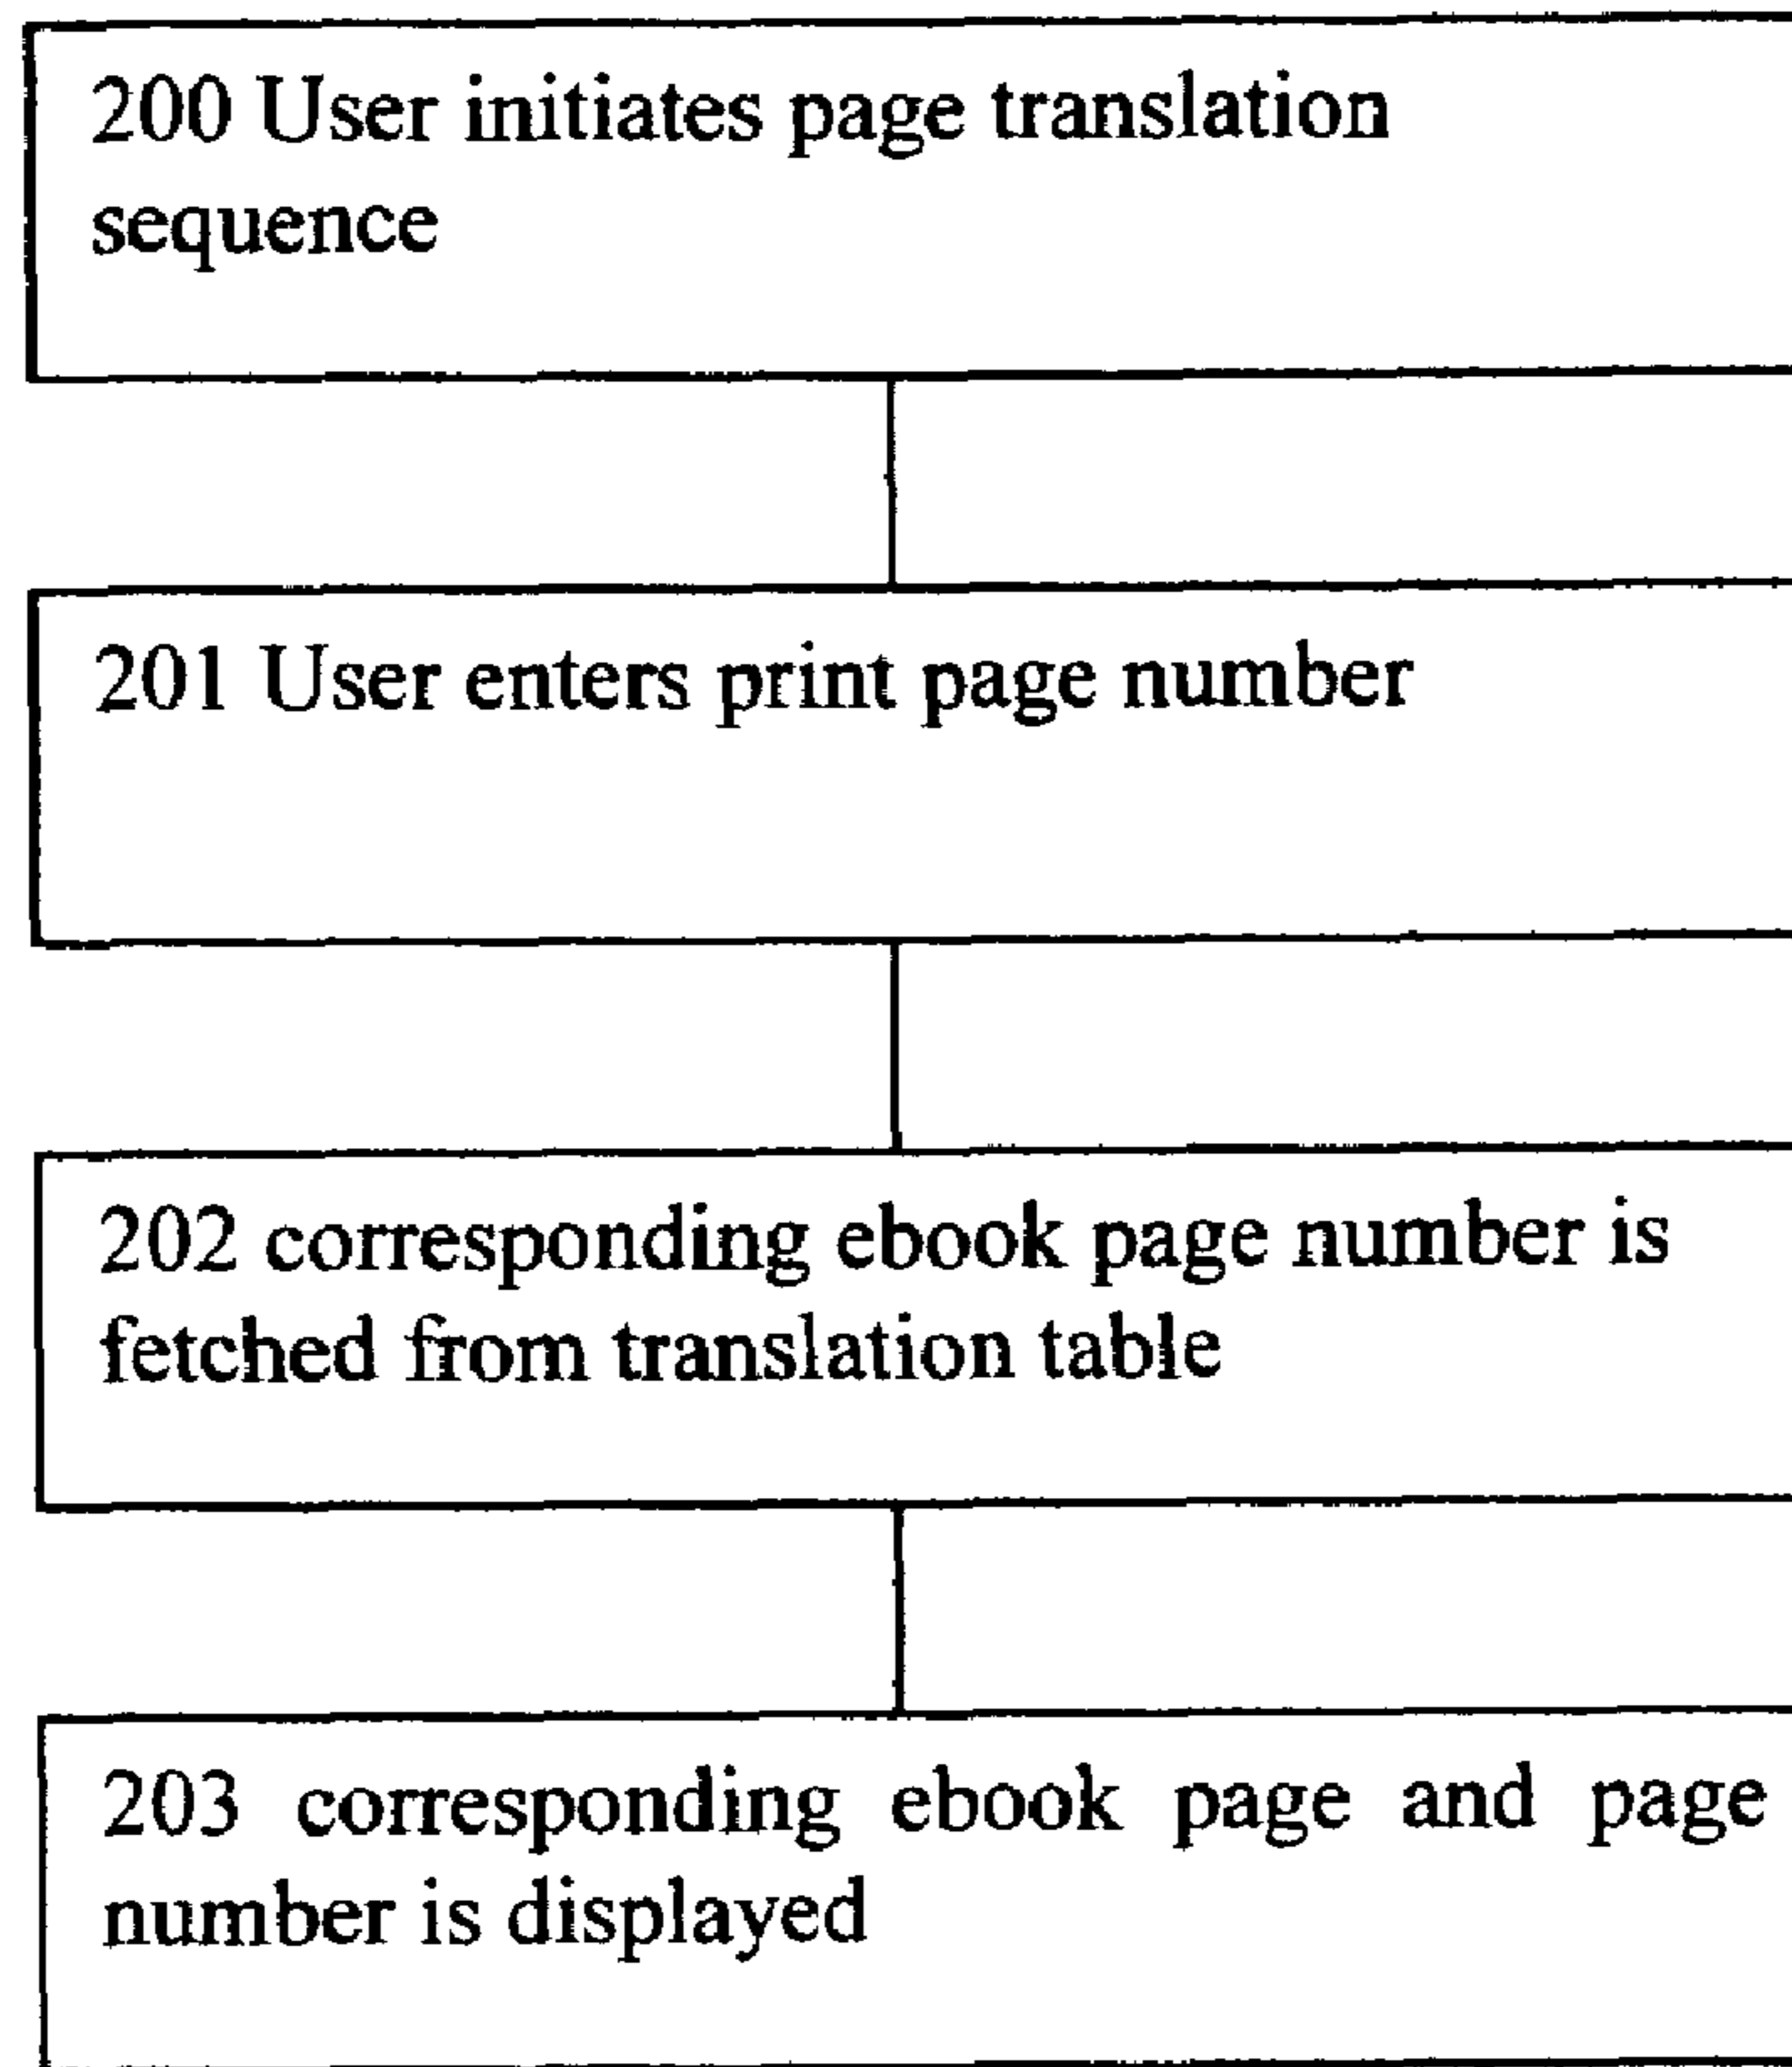 200 User initiates page translation
sequence
201 User enters print page number
202 corresponding ebook page number is
fetched from translation table
203 corresponding ebook page and page
number is displayed